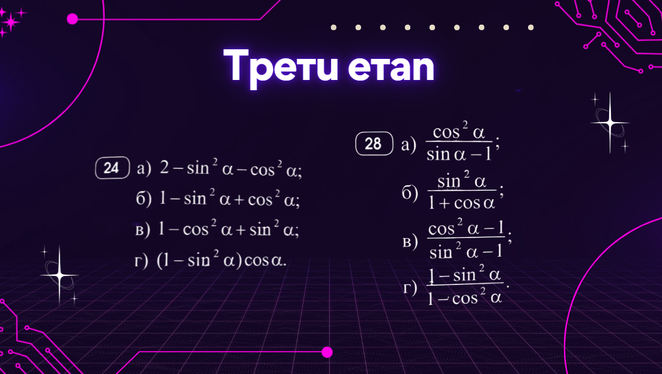 Трети етап
24 а) 2 – sin² α – cos² α;
б) 1 – sin² α + cos² α;
в) 1 – cos² α + sin² α;
г) (1 – sin² α) cos α.
28 а) cos² α / sin α – 1;
б) sin² α / 1 + cos α;
в) cos² α – 1 / sin² α – 1;
г) 1 – sin² α / 1 – cos² α.